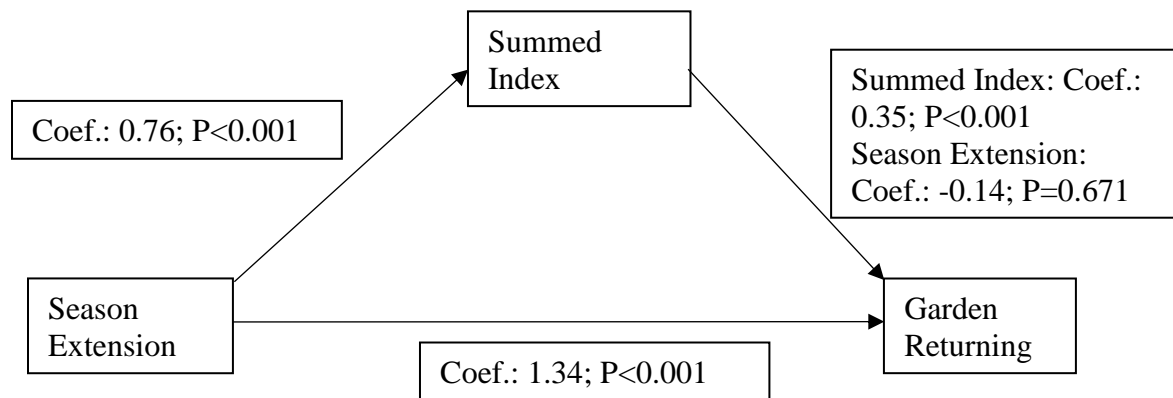 Summed
Index
Summed Index: Coef.:
0.35; P<0.001
Season Extension:
Coef.: -0.14; P=0.671
Coef.: 0.76; P<0.001
Season
Extension
Garden
Returning
Coef.: 1.34; P<0.001